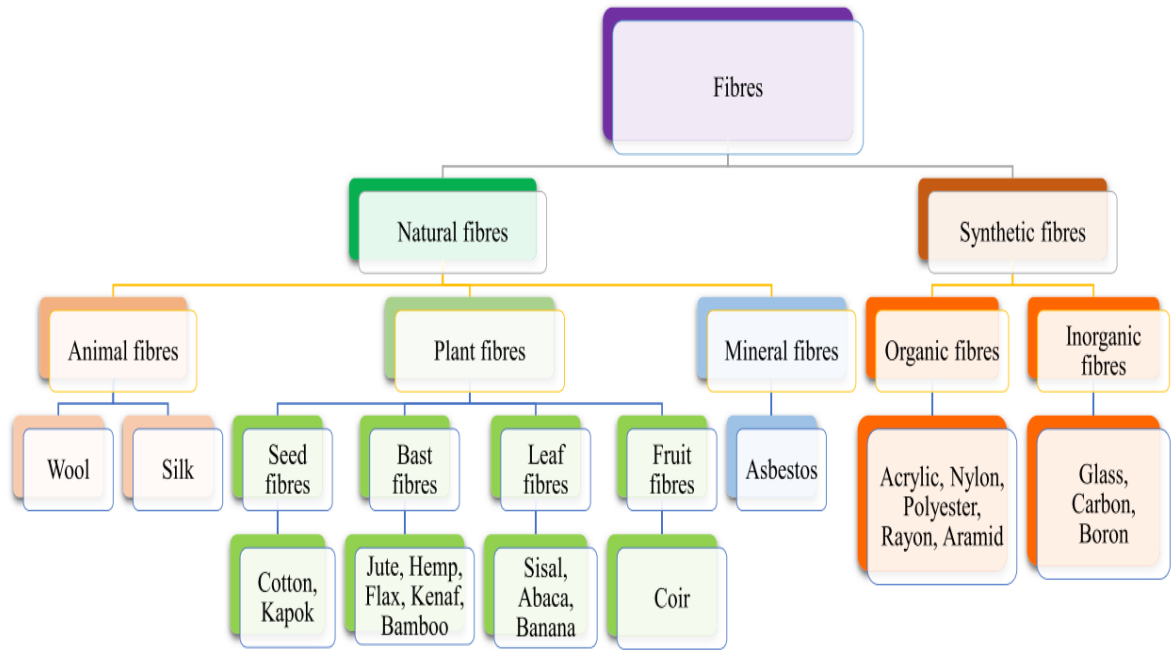 Fibres
Natural fibres
Synthetic fibres
Animal fibres
Plant fibres
Mineral fibres
Organic fibres
Inorganic
fibres
Wool
Silk
Seed
fibres
Bast
fibres
Leaf
fibres
Fruit
fibres
Asbestos
Acrylic, Nylon,
Polyester,
Rayon, Aramid
Glass,
Carbon,
Boron
Cotton,
Kapok
Jute, Hemp,
Flax, Kenaf,
Bamboo
Sisal,
Abaca,
Banana
Coir